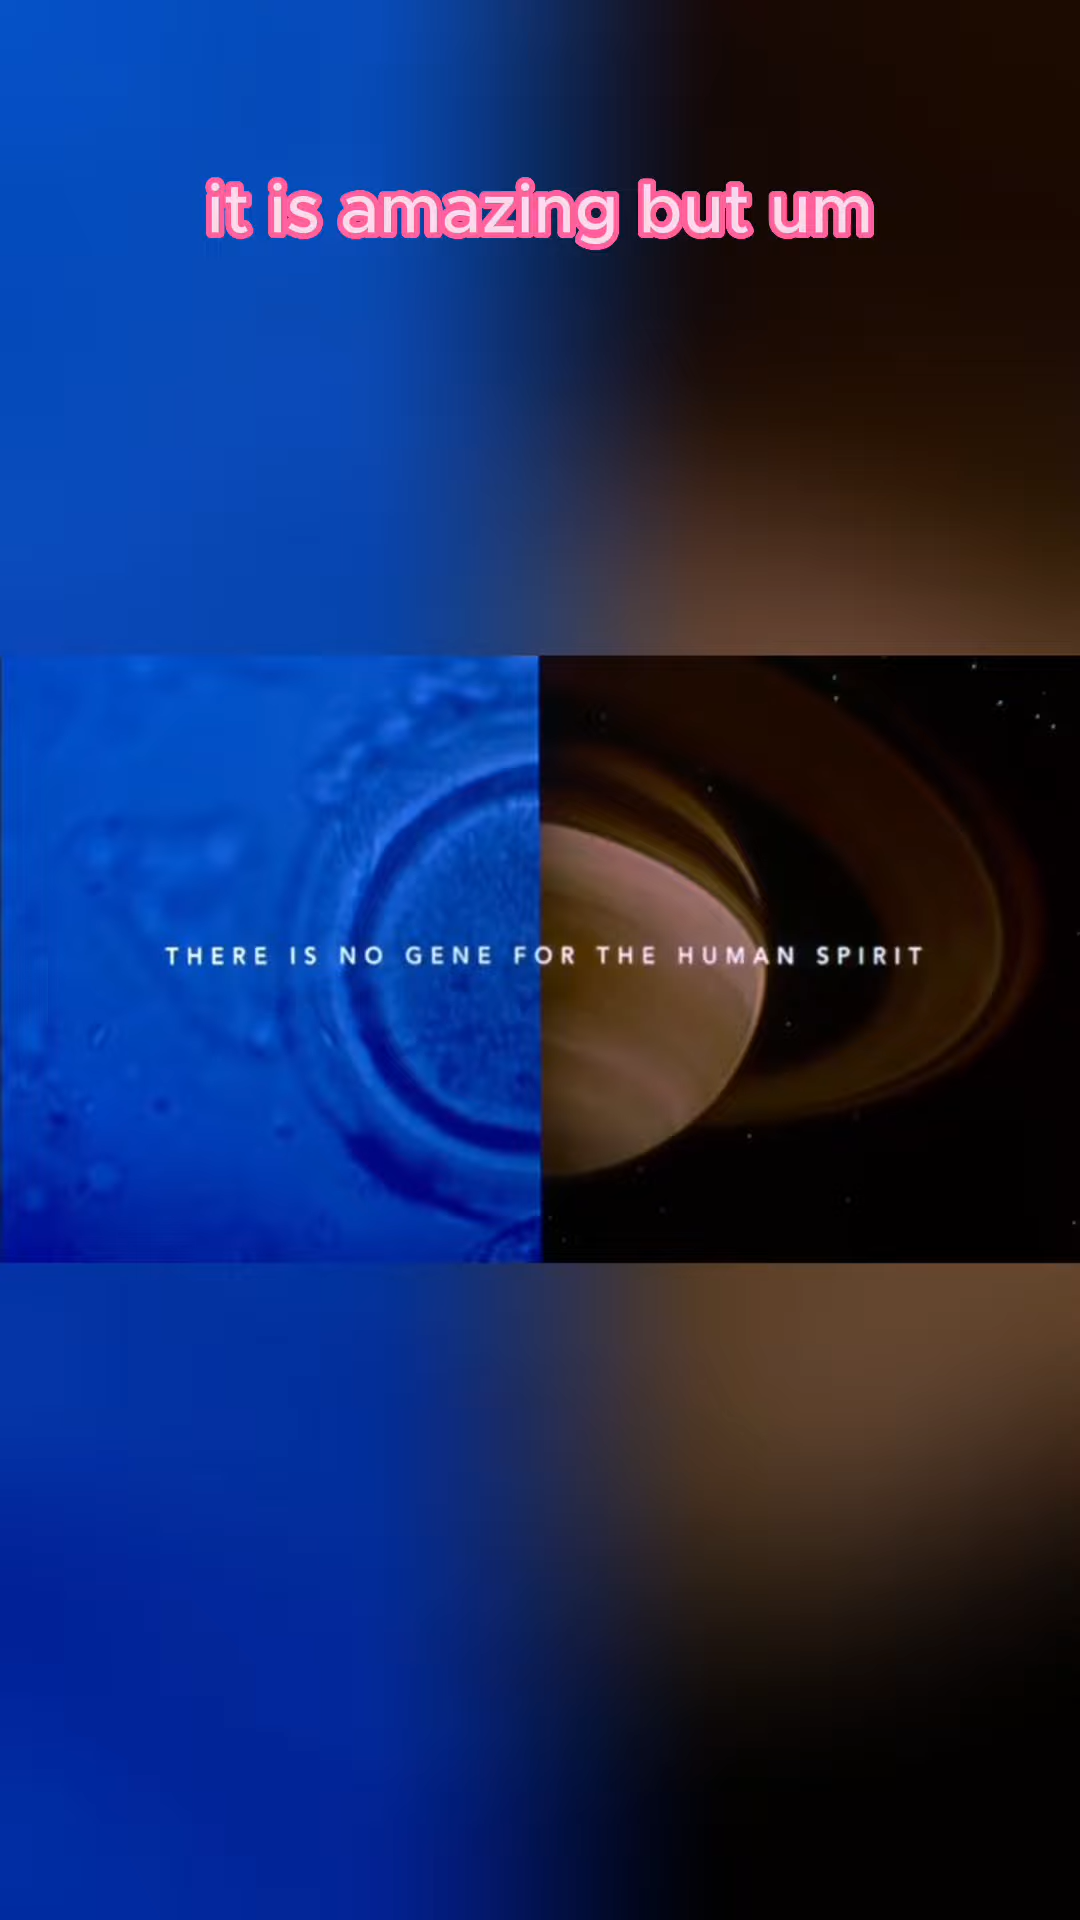 it is amazing but um
THERE IS NO GENE FOR THE HUMAN SPIRIT